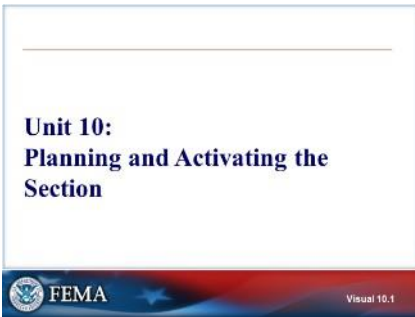 Unit 10:
Planning and Activating the
Section
FEMA
Visual 10.1